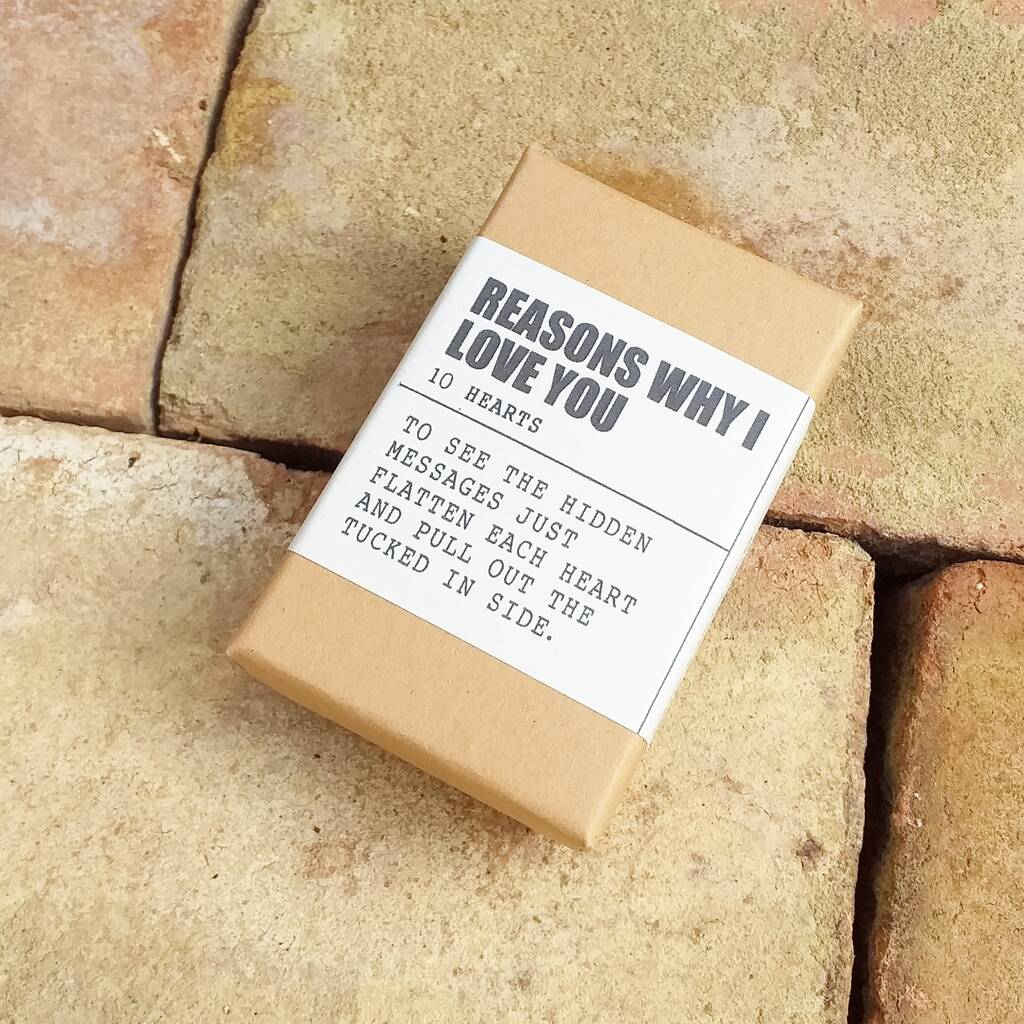 REASONS WHY I
LOVE YOU
10 HEARTS
TO SEE THE HIDDEN
MESSAGES JUST
FLATTEN EACH HEART
AND PULL OUT THE
TUCKED IN SIDE.